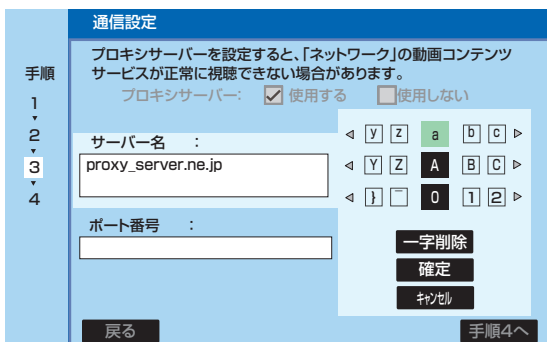 通信設定
プロキシサーバーを設定すると、「ネットワーク」の動画コンテンツ
サービスが正常に視聴できない場合があります。
プロキシサーバー: 使用する 使用しない
手順
1
2
3
4
サーバー名 :
proxy_server.ne.jp
ポート番号 :
y z a b c
Y Z A B C
} ‾ 0 1 2
一字削除
確定
キャンセル
戻る
手順4へ